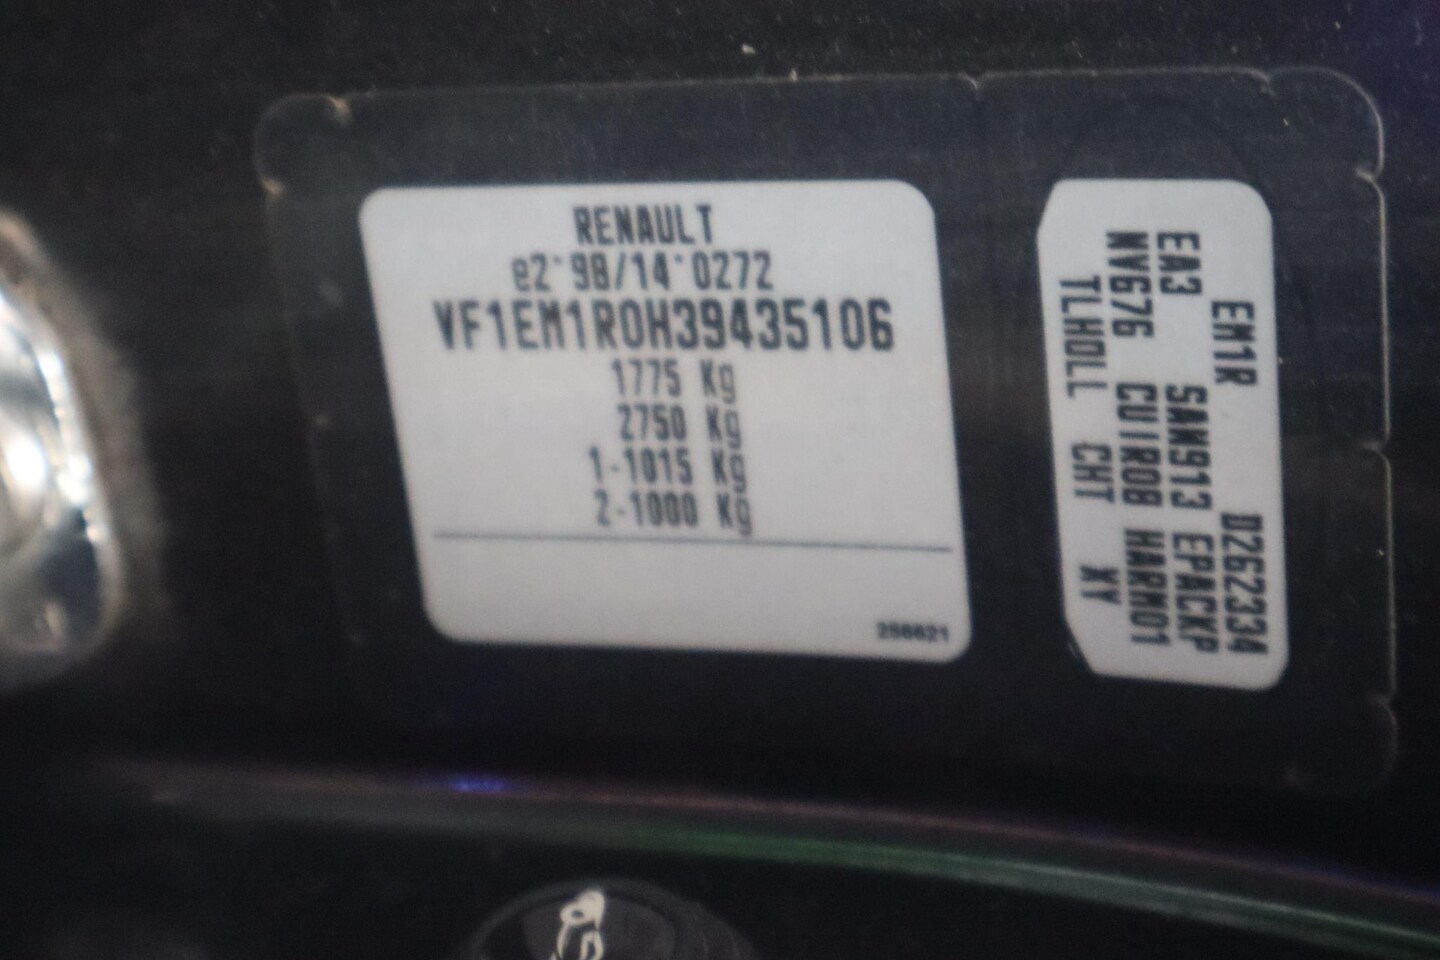 RENAULT
e2*98/14*0272
VF1EM1R0H39435106
1775 Kg
2750 Kg
1-1015 Kg
2-1000 Kg
256621
EM1R D262334
EA3 SAM913 EPACKP
NV676 CUIR08 HARM01
TLHOLL CHT XY